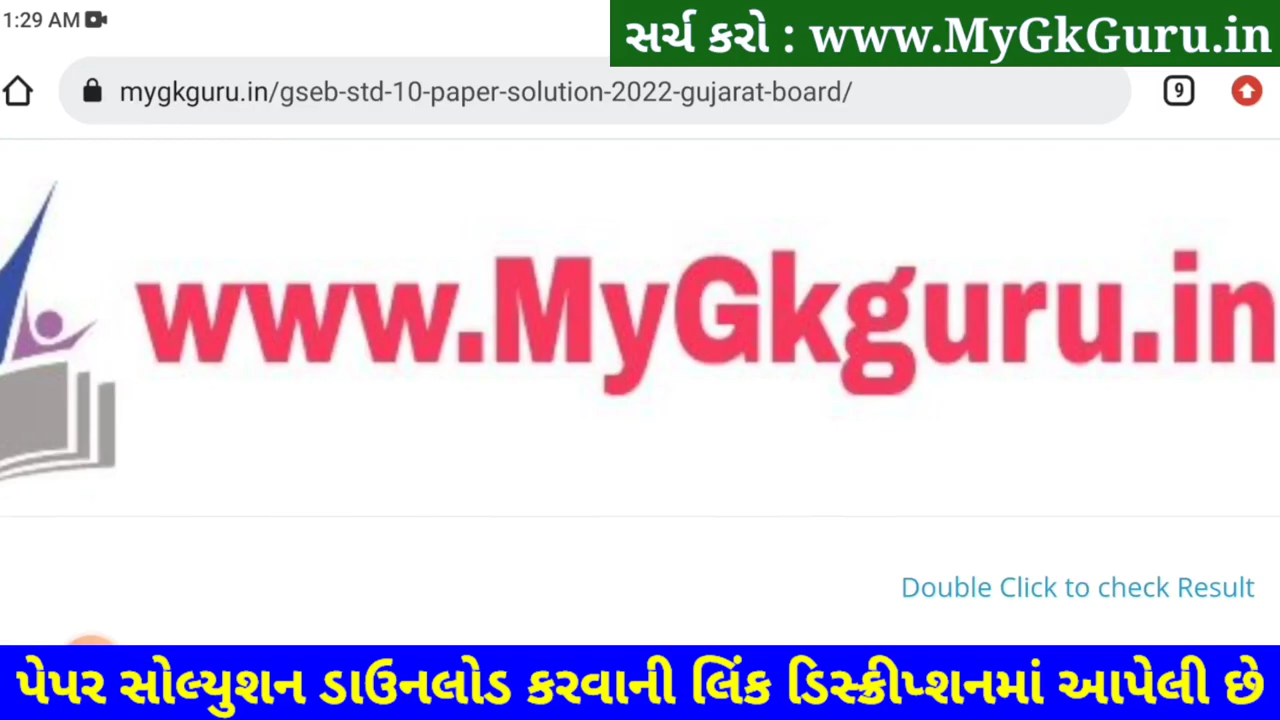 1:29 AM
સર્ચ કરો : www.MyGkGuru.in
mygkguru.in/gseb-std-10-paper-solution-2022-gujarat-board/
9
www.MyGkguru.in
Double Click to check Result
પેપર સોલ્યુશન ડાઉનલોડ કરવાની લિંક ડિસ્ક્રીપ્શનમાં આપેલી છે